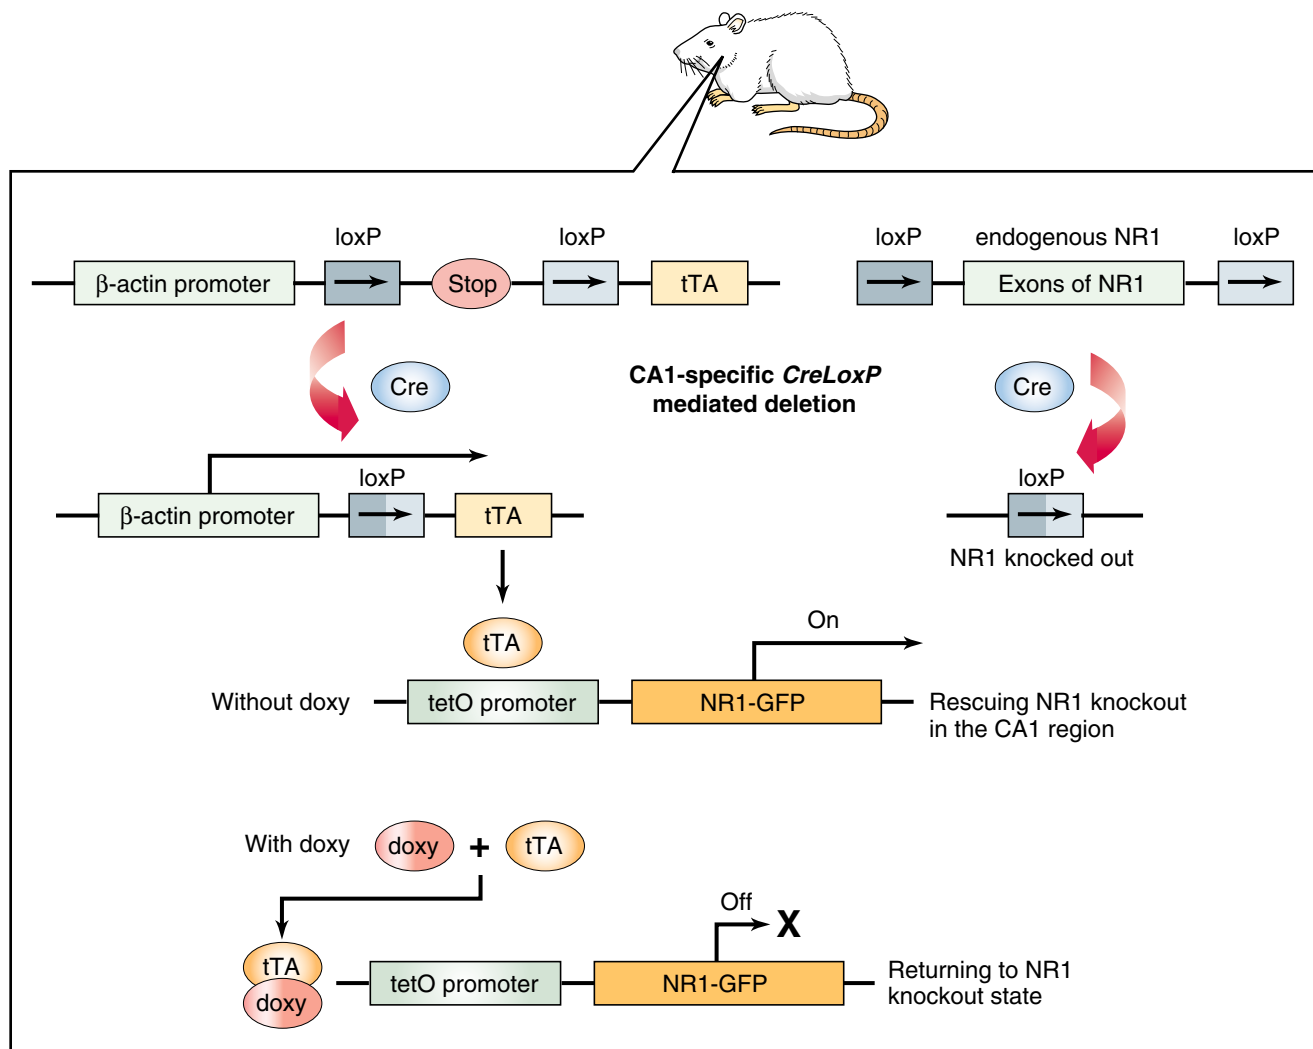 loxP
loxP
loxP
endogenous NR1
loxP
β-actin promoter
Stop
tTA
Exons of NR1
Cre
CA1-specific CreLoxP
mediated deletion
Cre
loxP
β-actin promoter
tTA
loxP
NR1 knocked out
tTA
On
Without doxy
tetO promoter
NR1-GFP
Rescuing NR1 knockout
in the CA1 region
With doxy
doxy
+
tTA
Off
X
tTA
doxy
tetO promoter
NR1-GFP
Returning to NR1
knockout state